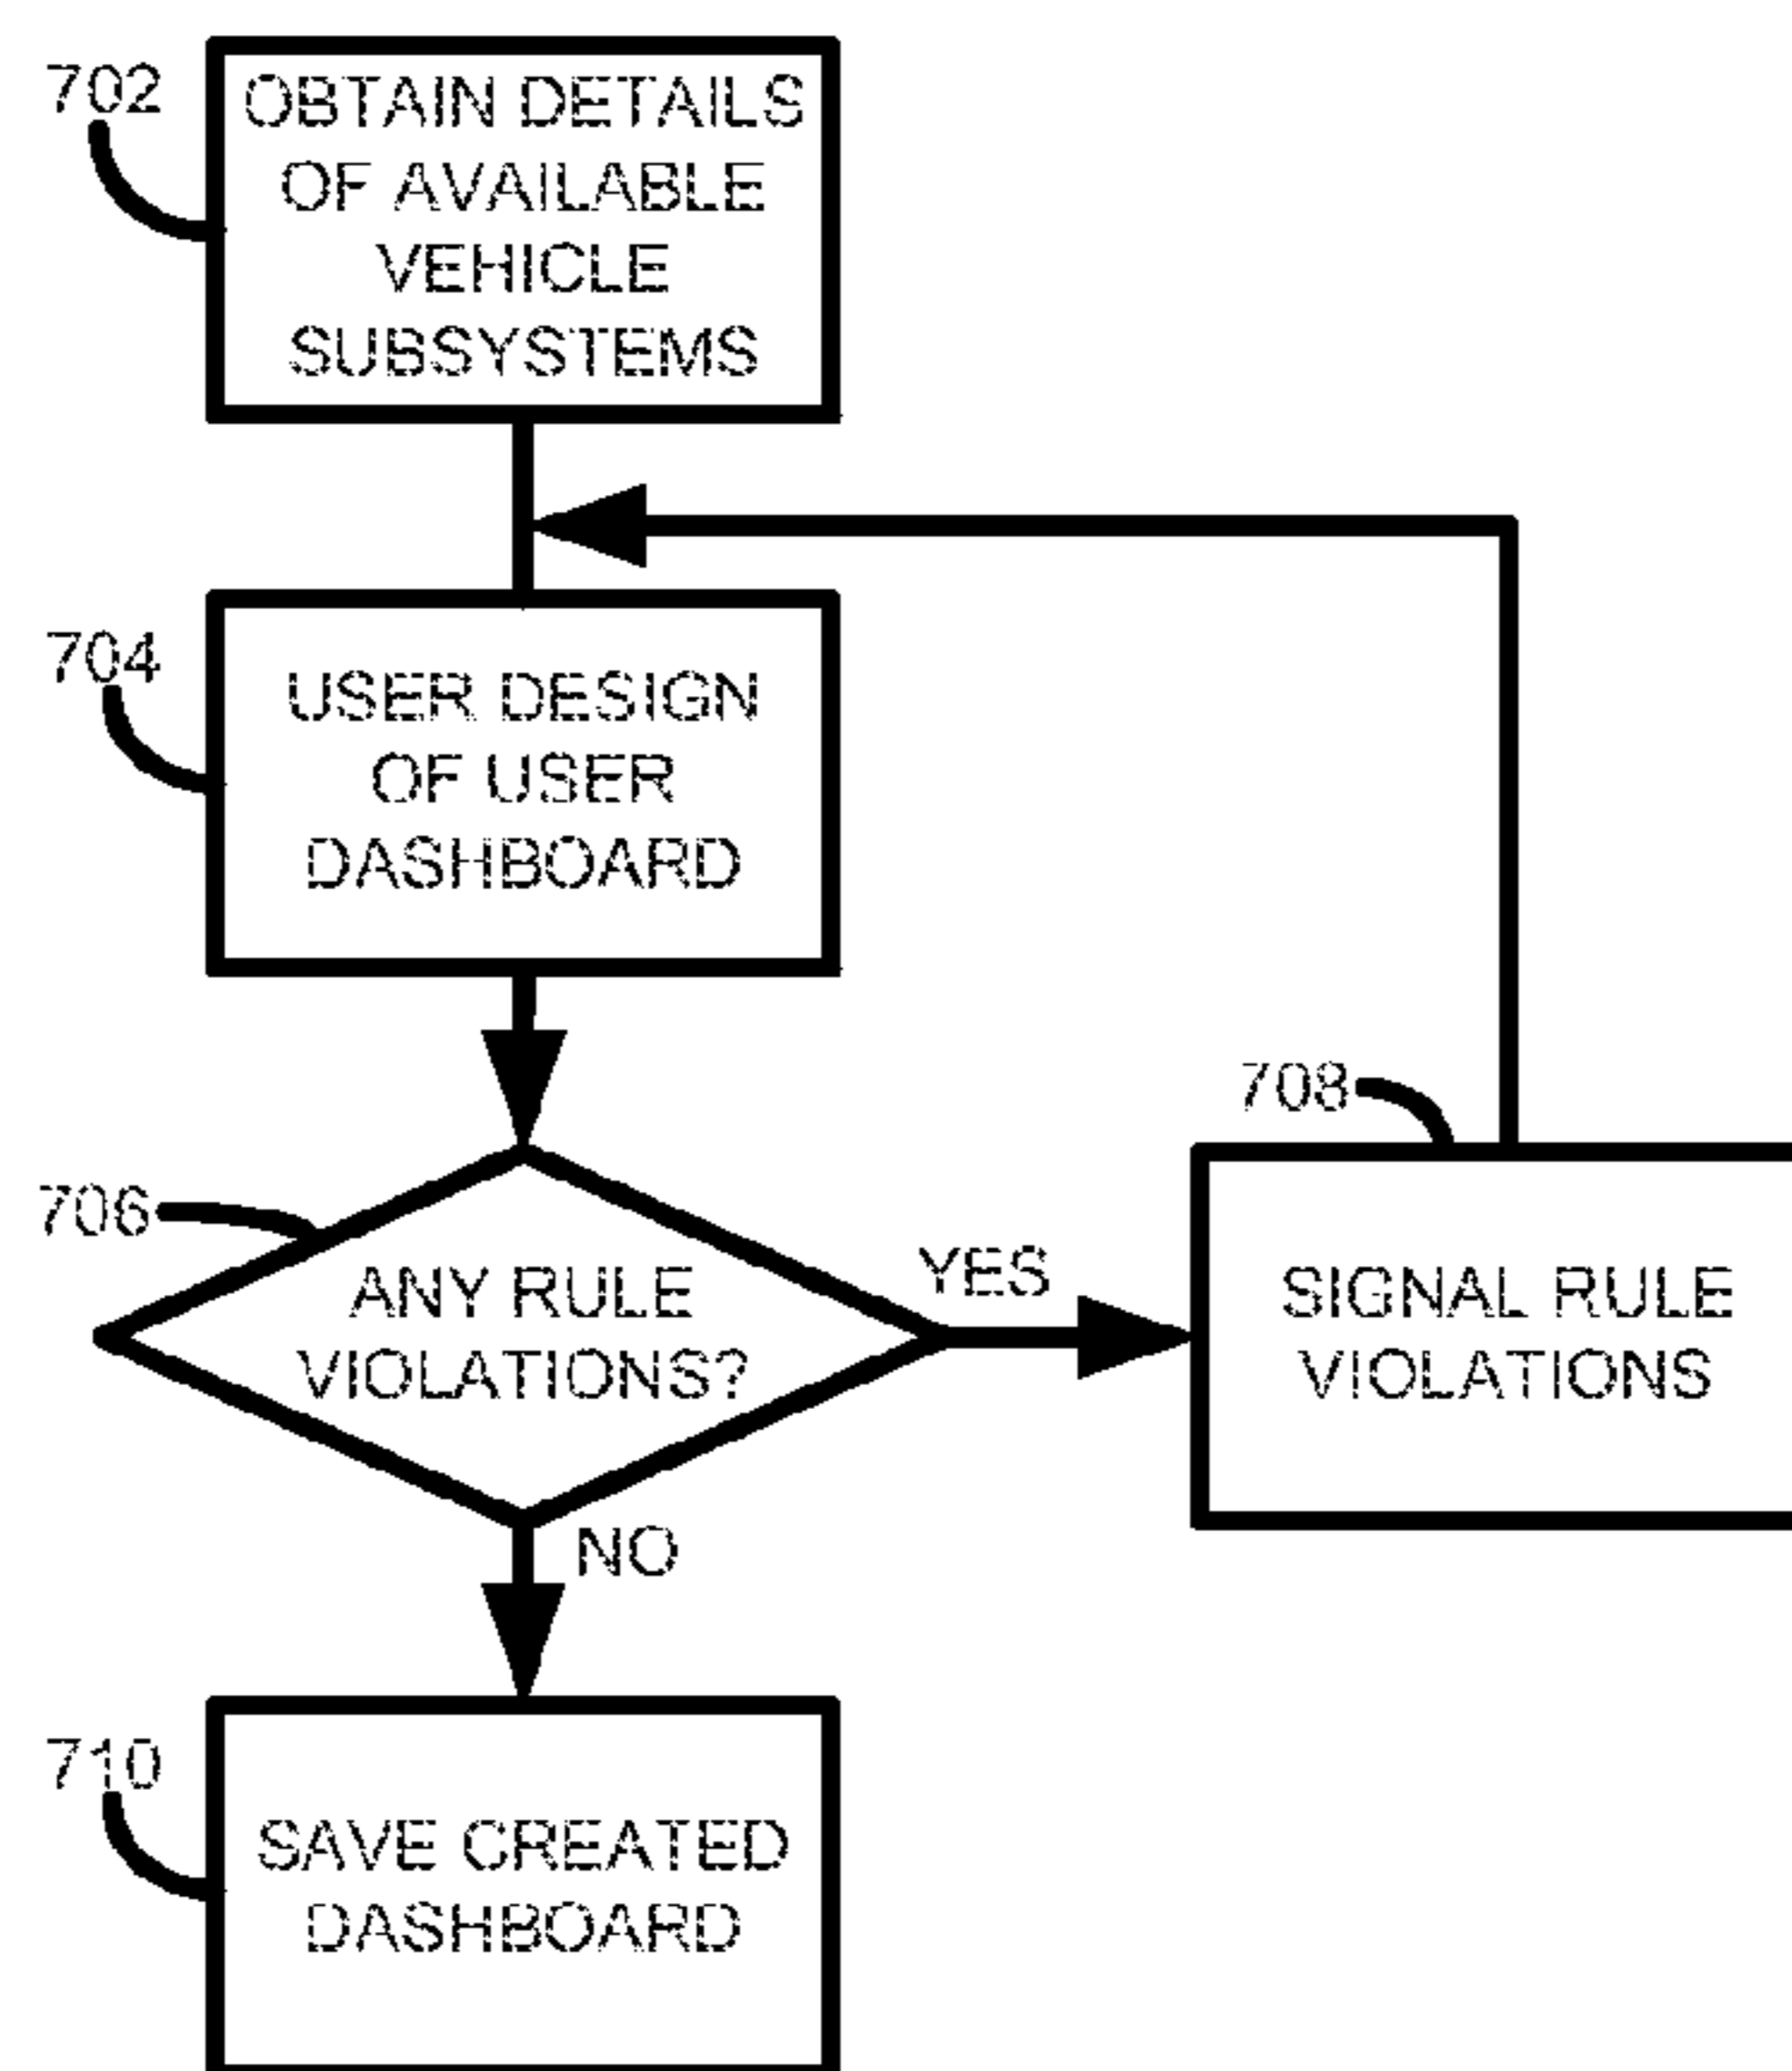 702
OBTAIN DETAILS
OF AVAILABLE
VEHICLE
SUBSYSTEMS
704
USER DESIGN
OF USER
DASHBOARD
706
ANY RULE
VIOLATIONS?
YES
708
SIGNAL RULE
VIOLATIONS
NO
710
SAVE CREATED
DASHBOARD